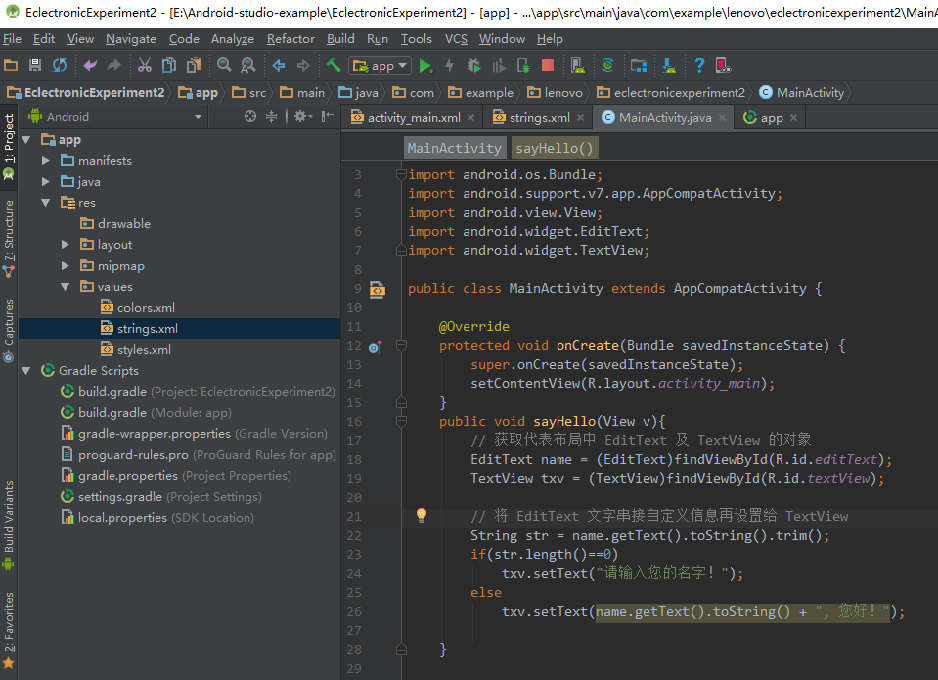 EclectronicExperiment2 - [E:\Android-studio-example\EclectronicExperiment2] - [app] - ...\app\src\main\java\com\example\lenovo\eclectronicexperiment2\MainA
File Edit View Navigate Code Analyze Refactor Build Run Tools VCS Window Help
app
EclectronicExperiment2 app src main java com example lenovo eclectronicexperiment2 MainActivity
Android
activity_main.xml strings.xml MainActivity.java app
1: Project
7: Structure
Captures
Build Variants
2: Favorites
app
manifests
java
res
drawable
layout
mipmap
values
colors.xml
strings.xml
styles.xml
Gradle Scripts
build.gradle (Project: EclectronicExperiment2)
build.gradle (Module: app)
gradle-wrapper.properties (Gradle Version)
proguard-rules.pro (ProGuard Rules for app)
gradle.properties (Project Properties)
settings.gradle (Project Settings)
local.properties (SDK Location)
MainActivity sayHello()
3 import android.os.Bundle;
4 import android.support.v7.app.AppCompatActivity;
5 import android.view.View;
6 import android.widget.EditText;
7 import android.widget.TextView;
8
9 public class MainActivity extends AppCompatActivity {
10
11 @Override
12 protected void onCreate(Bundle savedInstanceState) {
13 super.onCreate(savedInstanceState);
14 setContentView(R.layout.activity_main);
15 }
16 public void sayHello(View v){
17 // 获取代表布局中 EditText 及 TextView 的对象
18 EditText name = (EditText)findViewById(R.id.editText);
19 TextView txv = (TextView)findViewById(R.id.textView);
20
21 // 将 EditText 文字串接自定义信息再设置给 TextView
22 String str = name.getText().toString().trim();
23 if(str.length()==0)
24 txv.setText("请输入您的名字！");
25 else
26 txv.setText(name.getText().toString() + "，您好！");
27
28 }
29